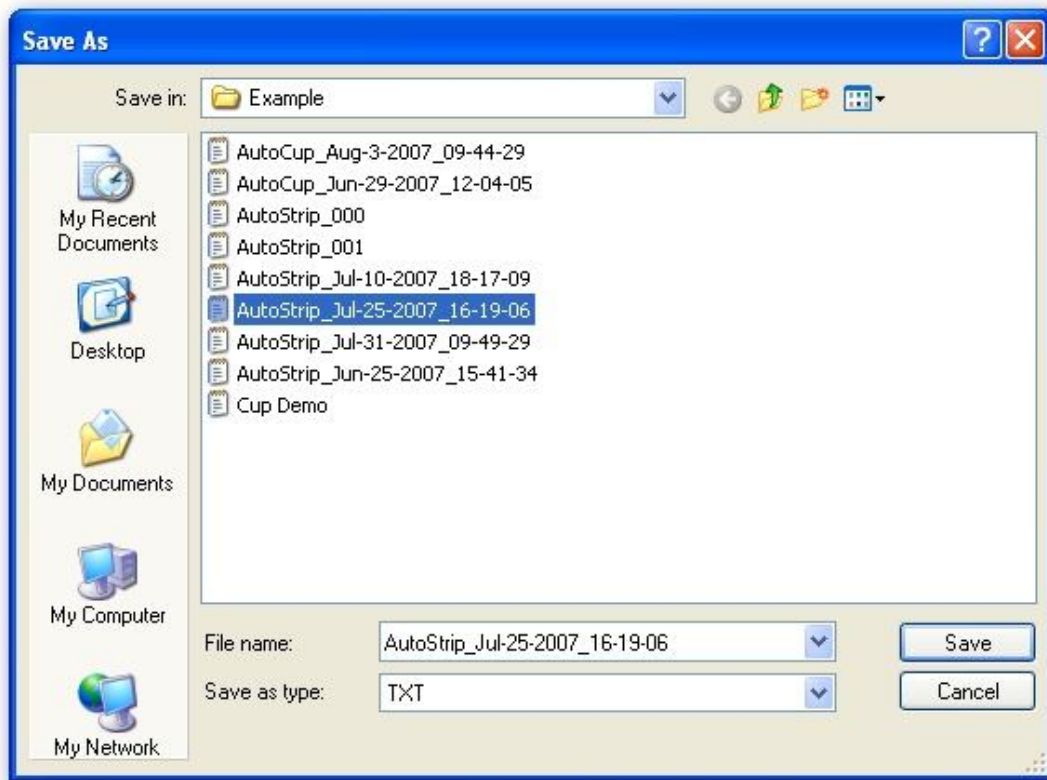 Save As
Save in:
Example
My Recent
Documents
Desktop
My Documents
My Computer
My Network
AutoCup_Aug-3-2007_09-44-29
AutoCup_Jun-29-2007_12-04-05
AutoStrip_000
AutoStrip_001
AutoStrip_Jul-10-2007_18-17-09
AutoStrip_Jul-25-2007_16-19-06
AutoStrip_Jul-31-2007_09-49-29
AutoStrip_Jun-25-2007_15-41-34
Cup Demo
File name:
AutoStrip_Jul-25-2007_16-19-06
Save
Save as type:
TXT
Cancel